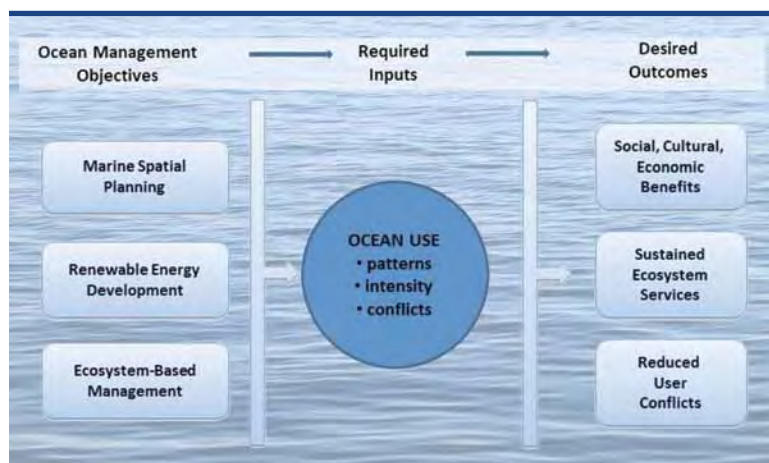 Ocean Management
Objectives
Required
Inputs
Desired
Outcomes
Marine Spatial
Planning
Renewable Energy
Development
Ecosystem-Based
Management
OCEAN USE
• patterns
• intensity
• conflicts
Social, Cultural,
Economic
Benefits
Sustained
Ecosystem
Services
Reduced
User
Conflicts